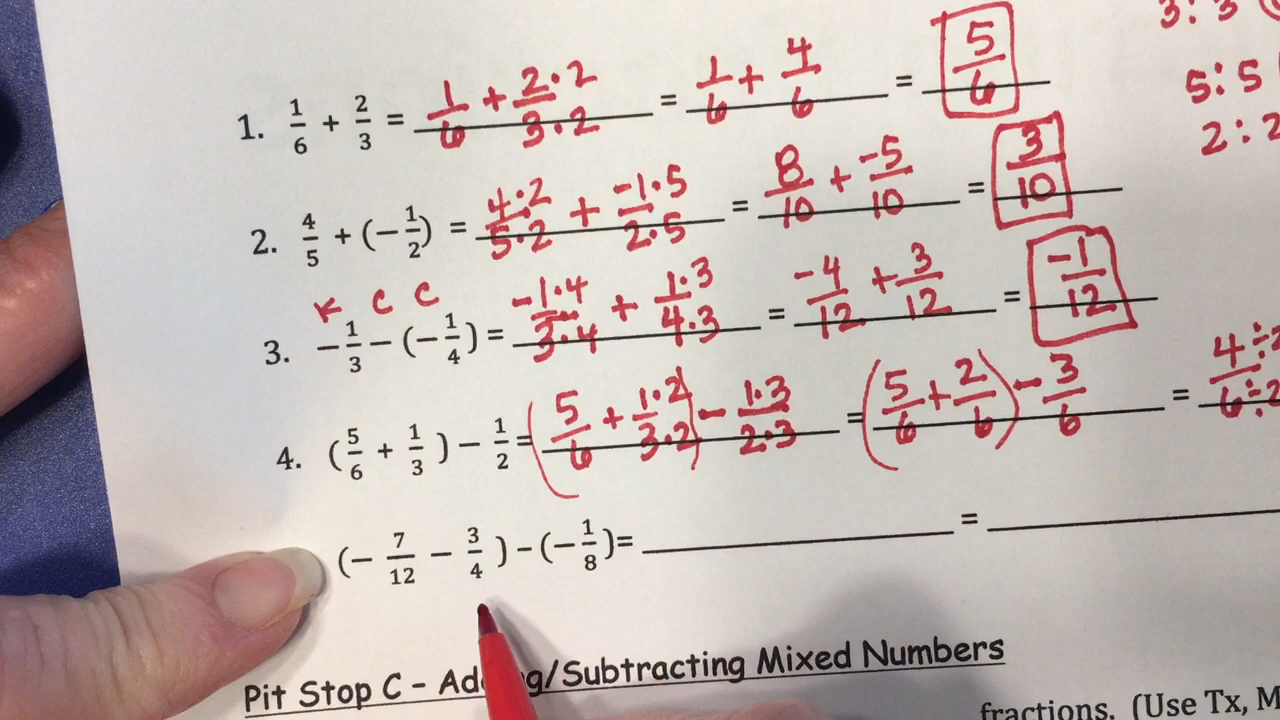 3 : 3
1. 1/6 + 2/3 = 1/6 + 2·2/3·2 = 1/6 + 4/6 = 5/6
5 : 5
2 : 2
2. 4/5 + (−1/2) = 4·2/5·2 + −1·5/2·5 = 8/10 + −5/10 = 3/10
K C C
3. −1/3 − (−1/4) = −1·4/3·4 + 1·3/4·3 = −4/12 + 3/12 = −1/12
4. (5/6 + 1/3) − 1/2 = (5/6 + 1·2/3·2) − 1·3/2·3 = (5/6 + 2/6) − 3/6 = 4÷2/6÷2
(− 7/12 − 3/4) − (−1/8) = =
Pit Stop C – Ad g/Subtracting Mixed Numbers
fractions. (Use Tx, M